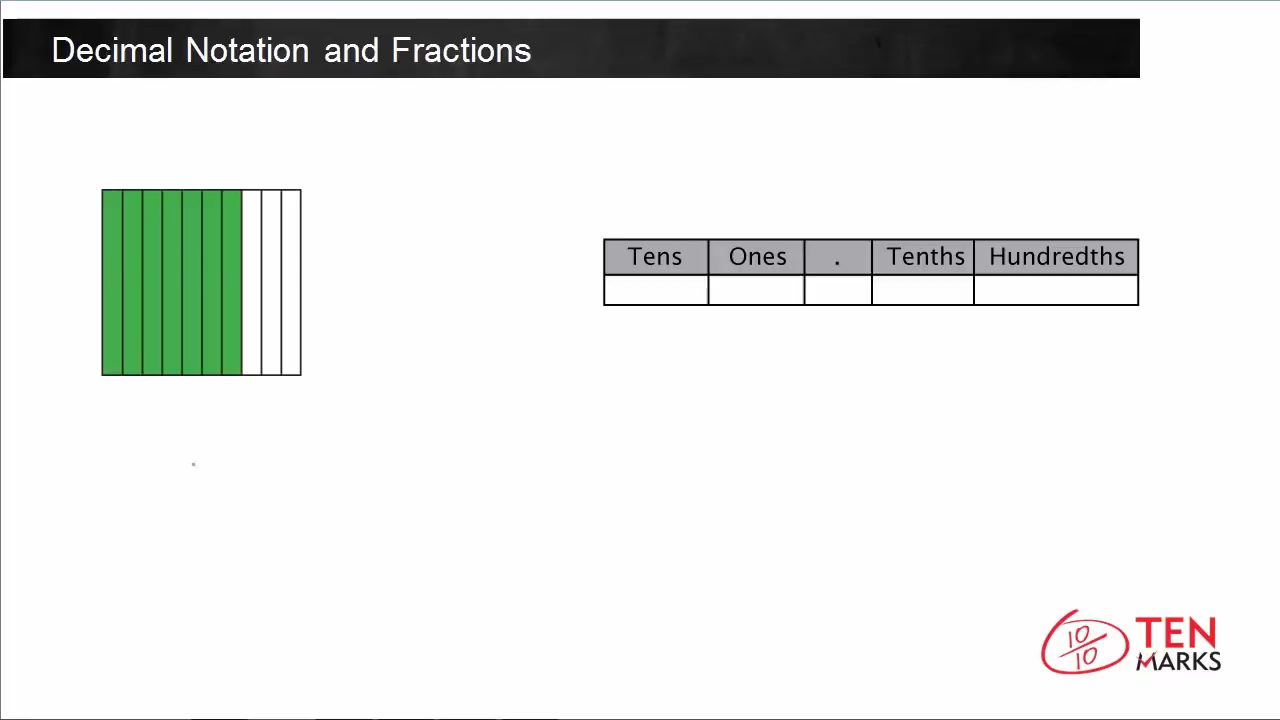 Decimal Notation and Fractions
Tens Ones . Tenths Hundredths
10
10
TEN
MARKS